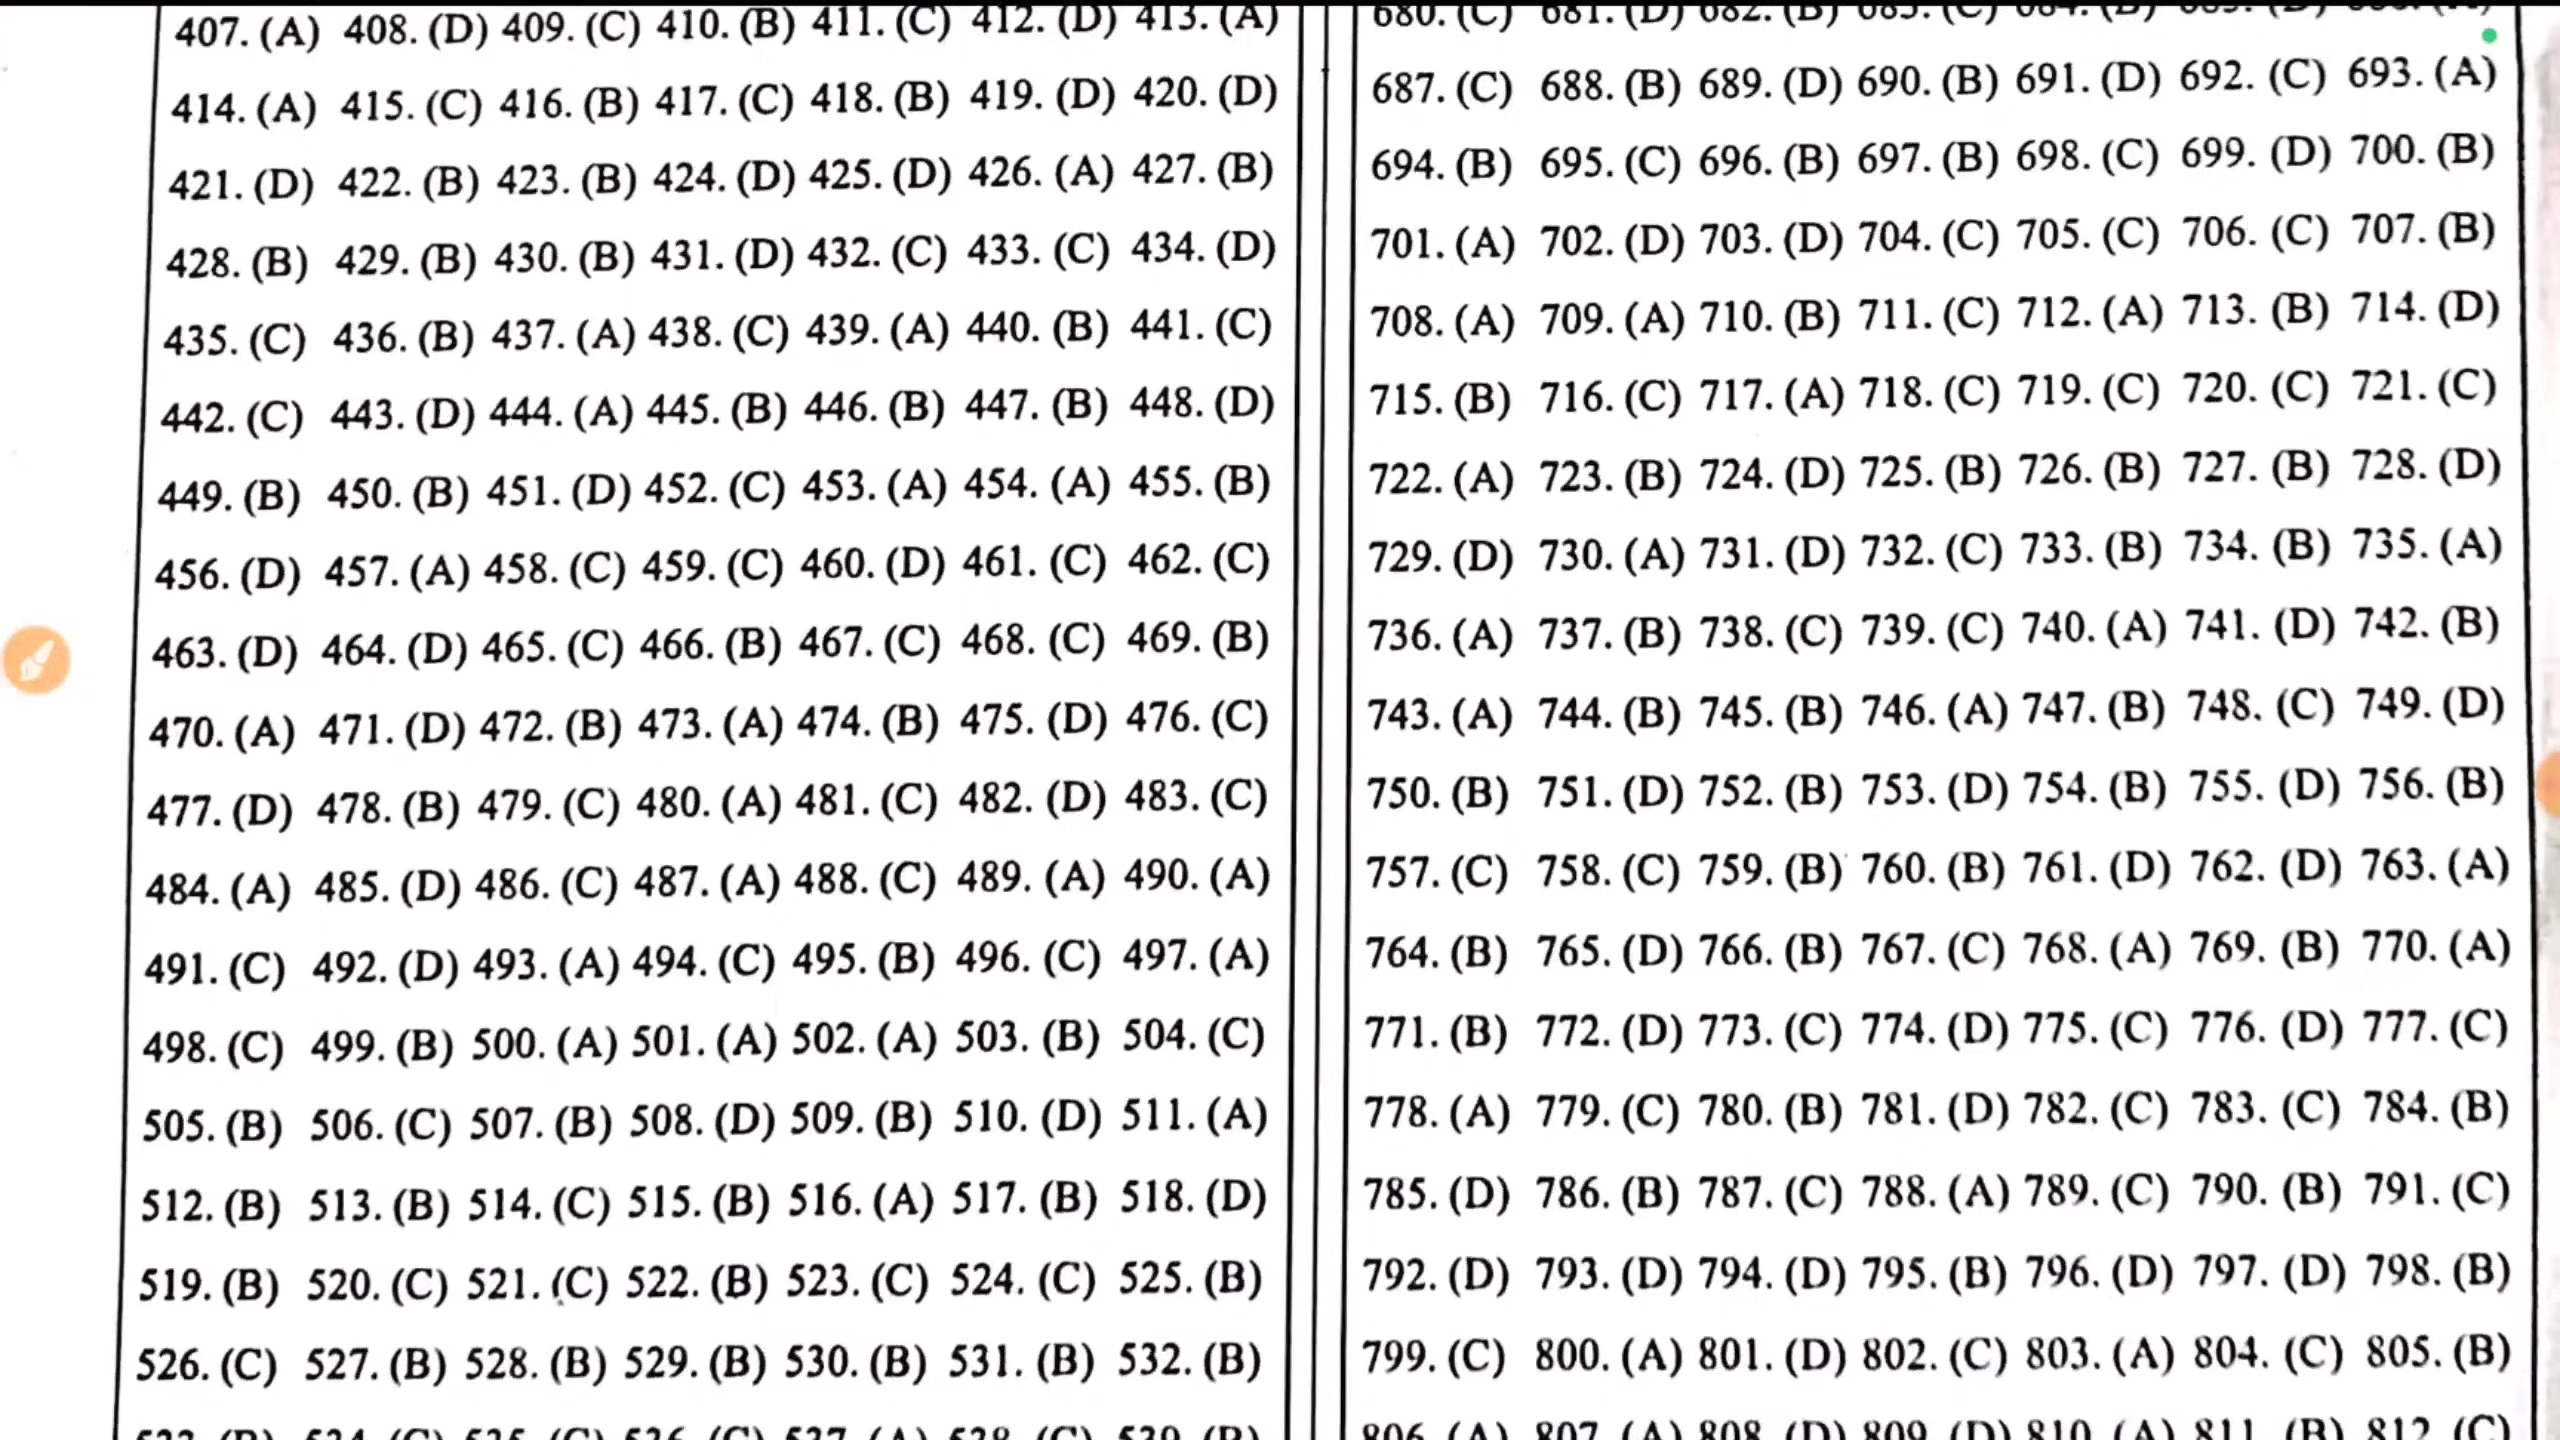 407. (A) 408. (D) 409. (C) 410. (B) 411. (C) 412. (D) 413. (A)
414. (A) 415. (C) 416. (B) 417. (C) 418. (B) 419. (D) 420. (D)
421. (D) 422. (B) 423. (B) 424. (D) 425. (D) 426. (A) 427. (B)
428. (B) 429. (B) 430. (B) 431. (D) 432. (C) 433. (C) 434. (D)
435. (C) 436. (B) 437. (A) 438. (C) 439. (A) 440. (B) 441. (C)
442. (C) 443. (D) 444. (A) 445. (B) 446. (B) 447. (B) 448. (D)
449. (B) 450. (B) 451. (D) 452. (C) 453. (A) 454. (A) 455. (B)
456. (D) 457. (A) 458. (C) 459. (C) 460. (D) 461. (C) 462. (C)
463. (D) 464. (D) 465. (C) 466. (B) 467. (C) 468. (C) 469. (B)
470. (A) 471. (D) 472. (B) 473. (A) 474. (B) 475. (D) 476. (C)
477. (D) 478. (B) 479. (C) 480. (A) 481. (C) 482. (D) 483. (C)
484. (A) 485. (D) 486. (C) 487. (A) 488. (C) 489. (A) 490. (A)
491. (C) 492. (D) 493. (A) 494. (C) 495. (B) 496. (C) 497. (A)
498. (C) 499. (B) 500. (A) 501. (A) 502. (A) 503. (B) 504. (C)
505. (B) 506. (C) 507. (B) 508. (D) 509. (B) 510. (D) 511. (A)
512. (B) 513. (B) 514. (C) 515. (B) 516. (A) 517. (B) 518. (D)
519. (B) 520. (C) 521. (C) 522. (B) 523. (C) 524. (C) 525. (B)
526. (C) 527. (B) 528. (B) 529. (B) 530. (B) 531. (B) 532. (B)
680. (C) 681. (D) 682. (B) 683. (C)
687. (C) 688. (B) 689. (D) 690. (B) 691. (D) 692. (C) 693. (A)
694. (B) 695. (C) 696. (B) 697. (B) 698. (C) 699. (D) 700. (B)
701. (A) 702. (D) 703. (D) 704. (C) 705. (C) 706. (C) 707. (B)
708. (A) 709. (A) 710. (B) 711. (C) 712. (A) 713. (B) 714. (D)
715. (B) 716. (C) 717. (A) 718. (C) 719. (C) 720. (C) 721. (C)
722. (A) 723. (B) 724. (D) 725. (B) 726. (B) 727. (B) 728. (D)
729. (D) 730. (A) 731. (D) 732. (C) 733. (B) 734. (B) 735. (A)
736. (A) 737. (B) 738. (C) 739. (C) 740. (A) 741. (D) 742. (B)
743. (A) 744. (B) 745. (B) 746. (A) 747. (B) 748. (C) 749. (D)
750. (B) 751. (D) 752. (B) 753. (D) 754. (B) 755. (D) 756. (B)
757. (C) 758. (C) 759. (B) 760. (B) 761. (D) 762. (D) 763. (A)
764. (B) 765. (D) 766. (B) 767. (C) 768. (A) 769. (B) 770. (A)
771. (B) 772. (D) 773. (C) 774. (D) 775. (C) 776. (D) 777. (C)
778. (A) 779. (C) 780. (B) 781. (D) 782. (C) 783. (C) 784. (B)
785. (D) 786. (B) 787. (C) 788. (A) 789. (C) 790. (B) 791. (C)
792. (D) 793. (D) 794. (D) 795. (B) 796. (D) 797. (D) 798. (B)
799. (C) 800. (A) 801. (D) 802. (C) 803. (A) 804. (C) 805. (B)
806. (A) 807. (A) 808. (D) 809. (D) 810. (A) 811. (B) 812. (C)